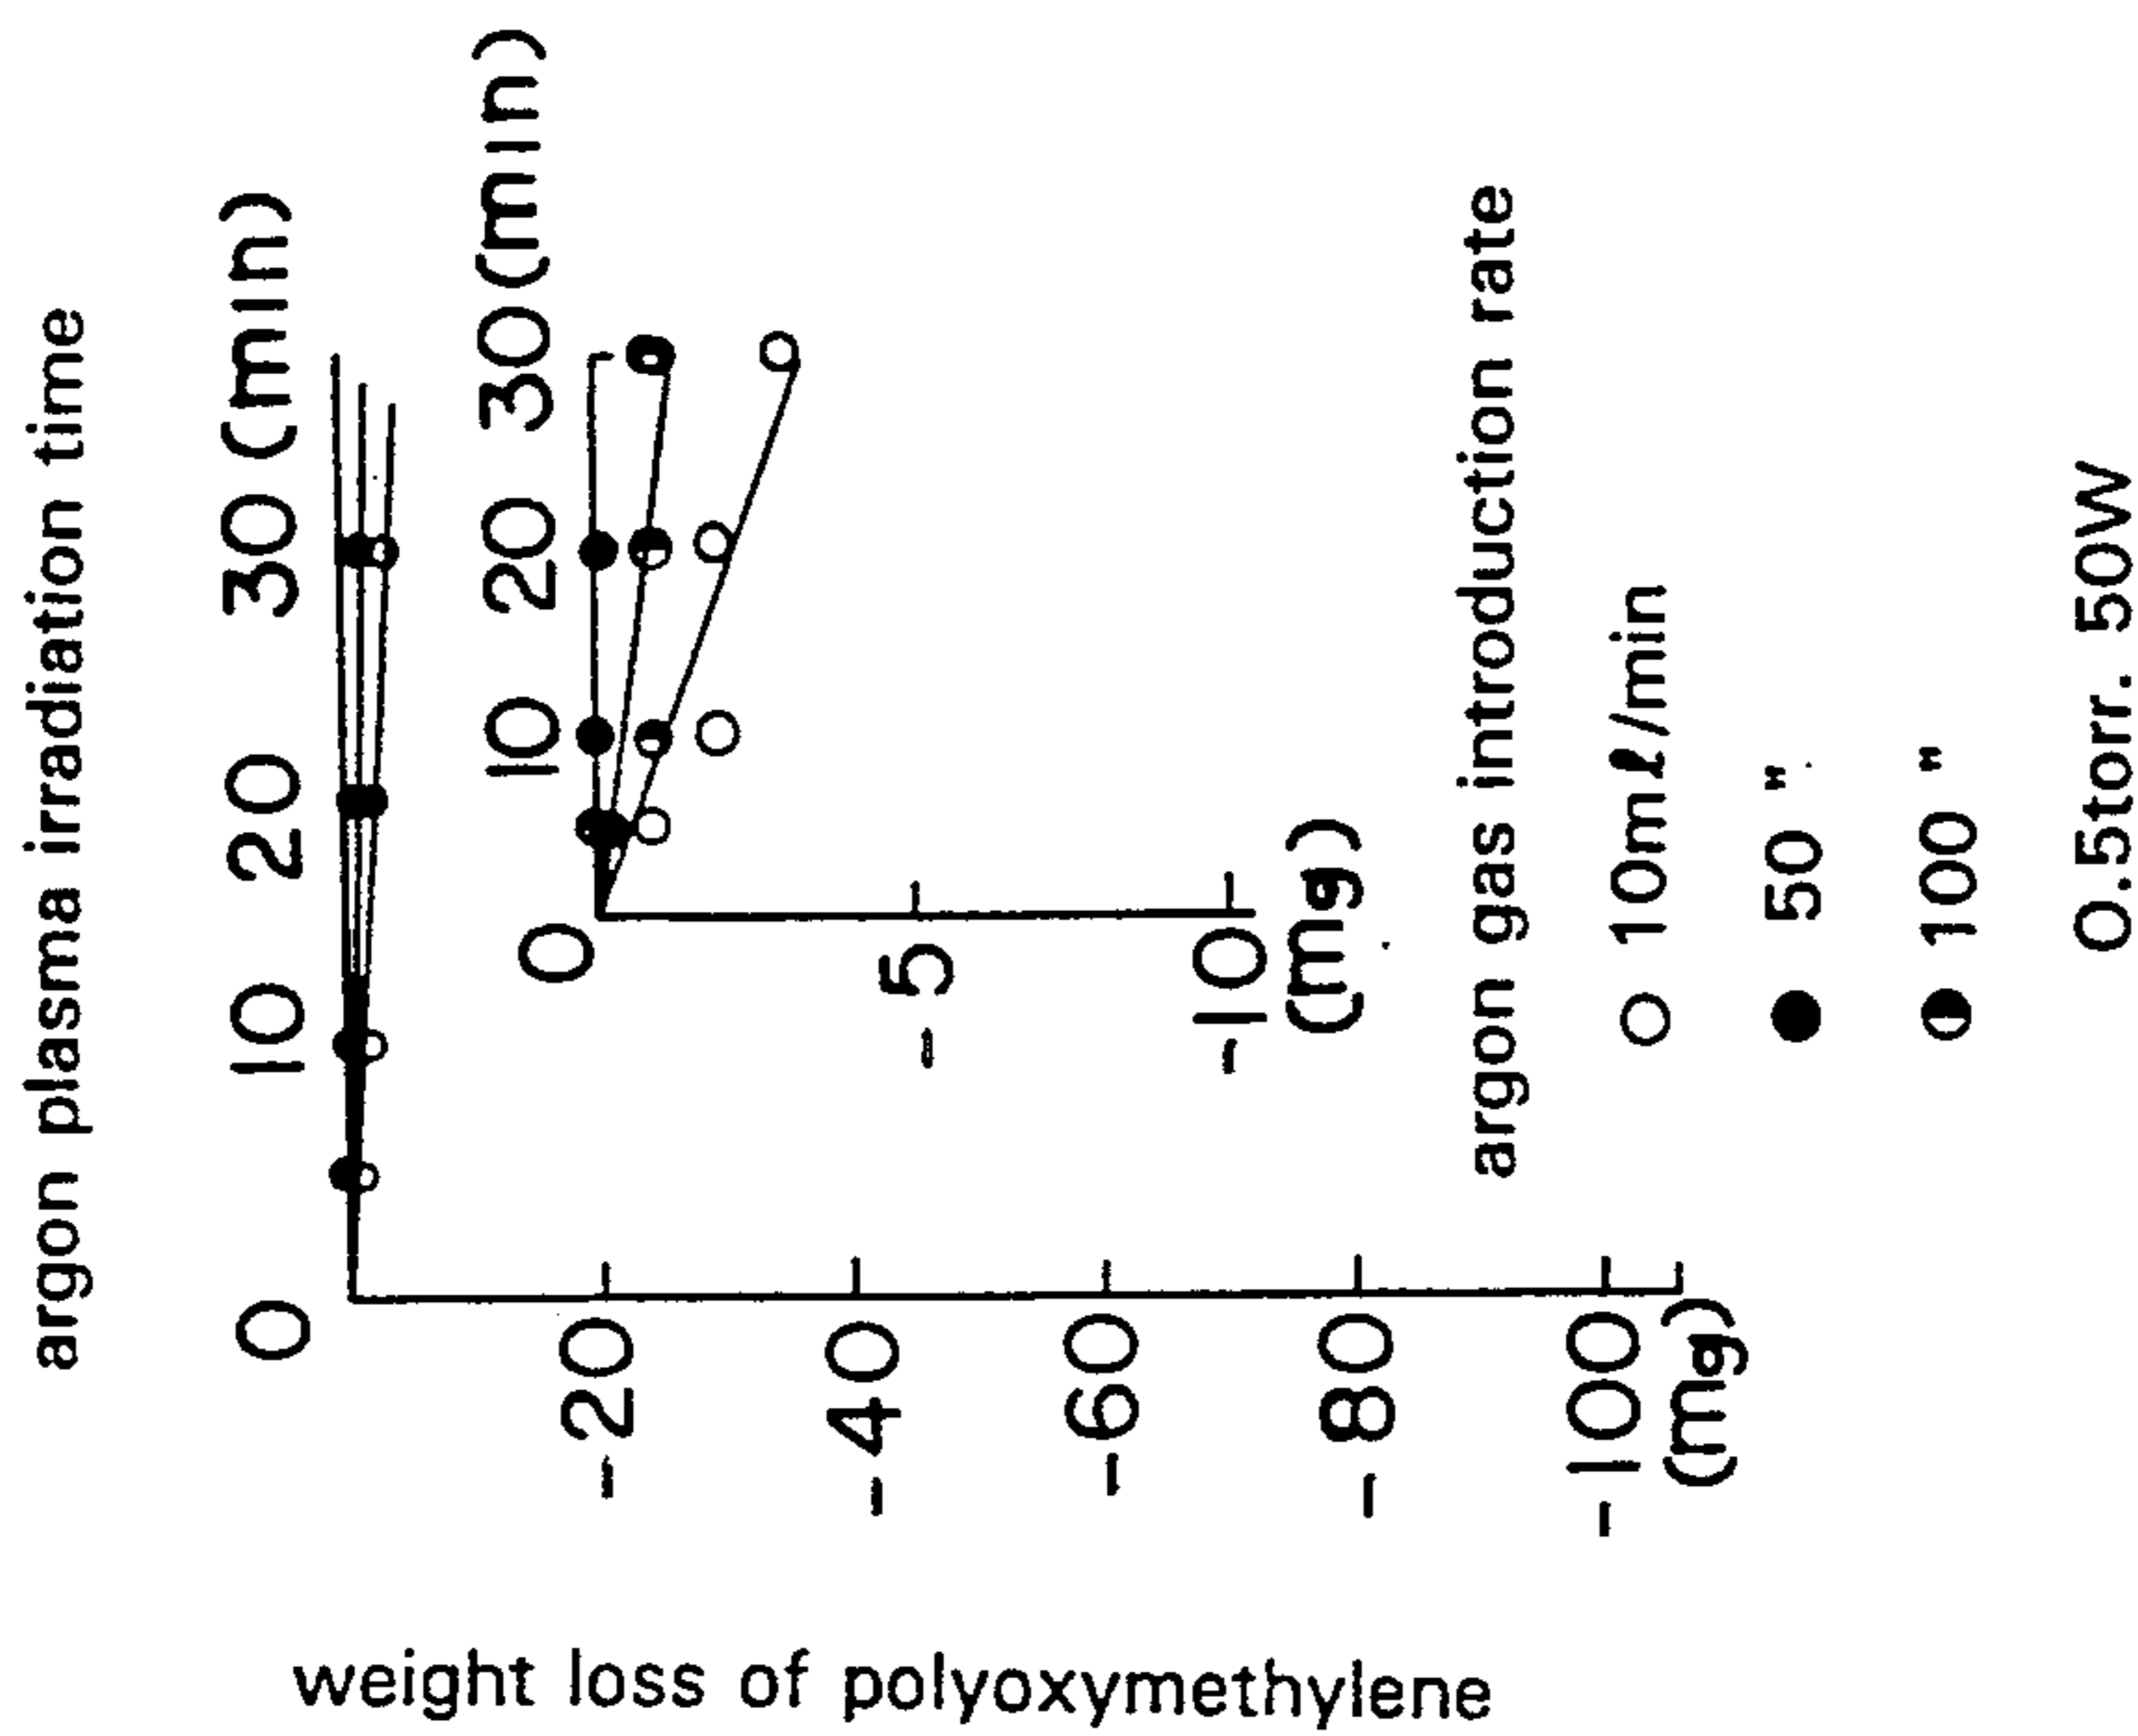 argon plasma irradiation time
0 10 20 30 (min)
0 10 20 30 (min)
-5
-10
(mg)
-20
-40
-60
-80
-100
(mg)
weight loss of polyoxymethylene
argon gas introduction rate
○ 10mℓ/min
● 50 "
◐ 100 "
0.5torr. 50W